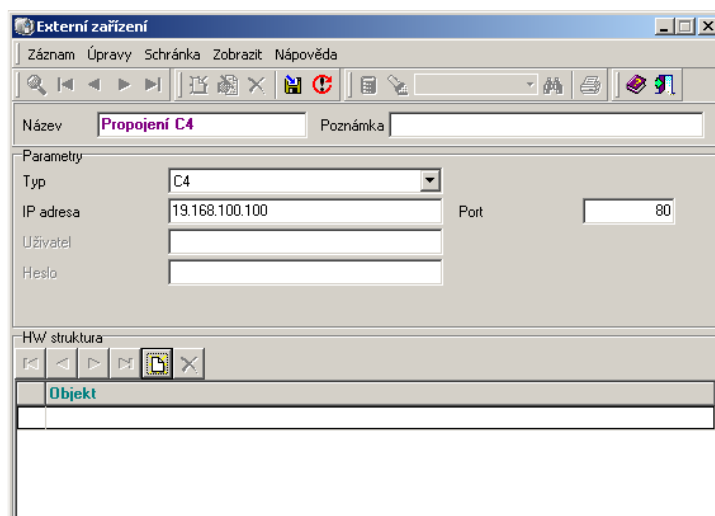 Externí zařízení
Záznam Úpravy Schránka Zobrazit Nápověda
Název Propojení C4 Poznámka
Parametry
Typ C4
IP adresa 19.168.100.100 Port 80
Uživatel
Heslo
HW struktura
Objekt